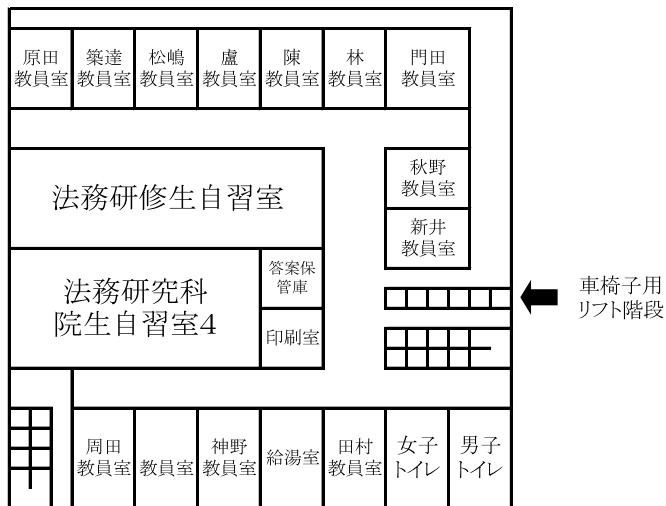 原田
教員室
築達
教員室
松嶋
教員室
盧
教員室
陳
教員室
林
教員室
門田
教員室
法務研修生自習室
秋野
教員室
新井
教員室
法務研究科
院生自習室4
答案保
管庫
印刷室
車椅子用
リフト階段
周田
教員室
教員室
神野
教員室
給湯室
田村
教員室
女子
トイレ
男子
トイレ